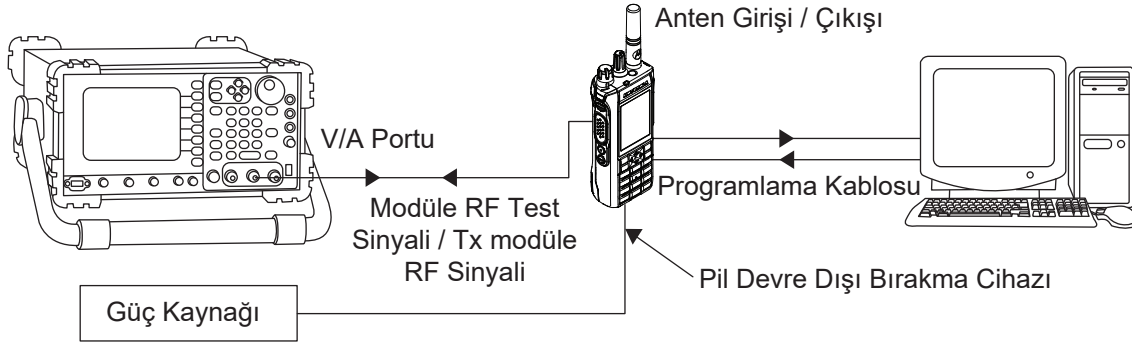 Anten Girişi / Çıkışı
V/A Portu
Programlama Kablosu
Modüle RF Test
Sinyali / Tx modüle
RF Sinyali
Pil Devre Dışı Bırakma Cihazı
Güç Kaynağı